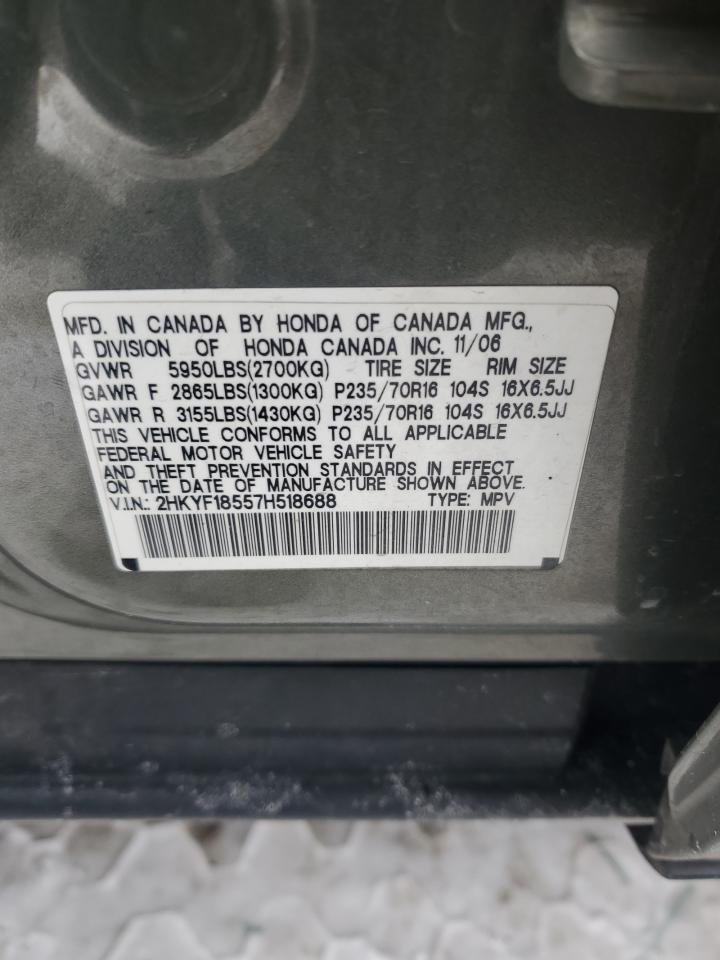 MFD. IN CANADA BY HONDA OF CANADA MFG.,
A DIVISION OF HONDA CANADA INC. 11/06
GVWR 5950LBS(2700KG) TIRE SIZE RIM SIZE
GAWR F 2865LBS(1300KG) P235/70R16 104S 16X6.5JJ
GAWR R 3155LBS(1430KG) P235/70R16 104S 16X6.5JJ
THIS VEHICLE CONFORMS TO ALL APPLICABLE
FEDERAL MOTOR VEHICLE SAFETY
AND THEFT PREVENTION STANDARDS IN EFFECT
ON THE DATE OF MANUFACTURE SHOWN ABOVE.
V.I.N.: 2HKYF18557H518688 TYPE: MPV